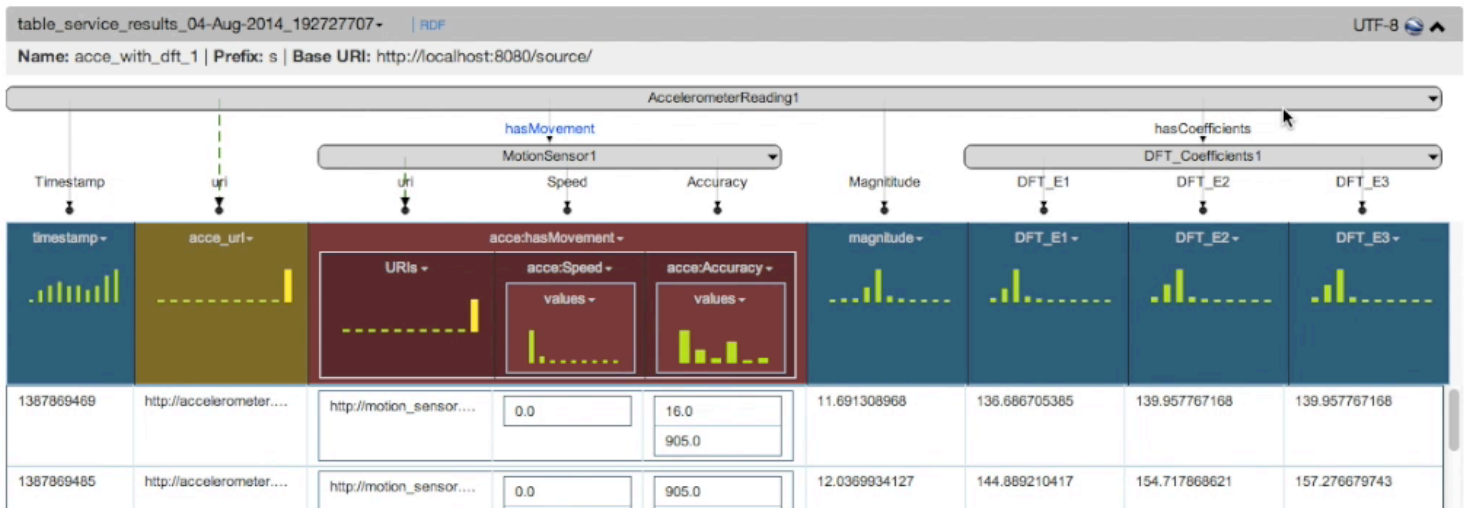 table_service_results_04-Aug-2014_192727707 | RDF UTF-8
Name: acce_with_dft_1 | Prefix: s | Base URI: http://localhost:8080/source/
AccelerometerReading1
hasMovement hasCoefficients
MotionSensor1 DFT_Coefficients1
Timestamp uri uri Speed Accuracy Magnititude DFT_E1 DFT_E2 DFT_E3
timestamp acce_url acce:hasMovement magnitude DFT_E1 DFT_E2 DFT_E3
URIs acce:Speed acce:Accuracy
values values
1387869469 http://accelerometer.... http://motion_sensor.... 0.0 16.0 11.691308968 136.686705385 139.957767168 139.957767168
905.0
1387869485 http://accelerometer.... http://motion_sensor.... 0.0 905.0 12.0369934127 144.889210417 154.717868621 157.276679743